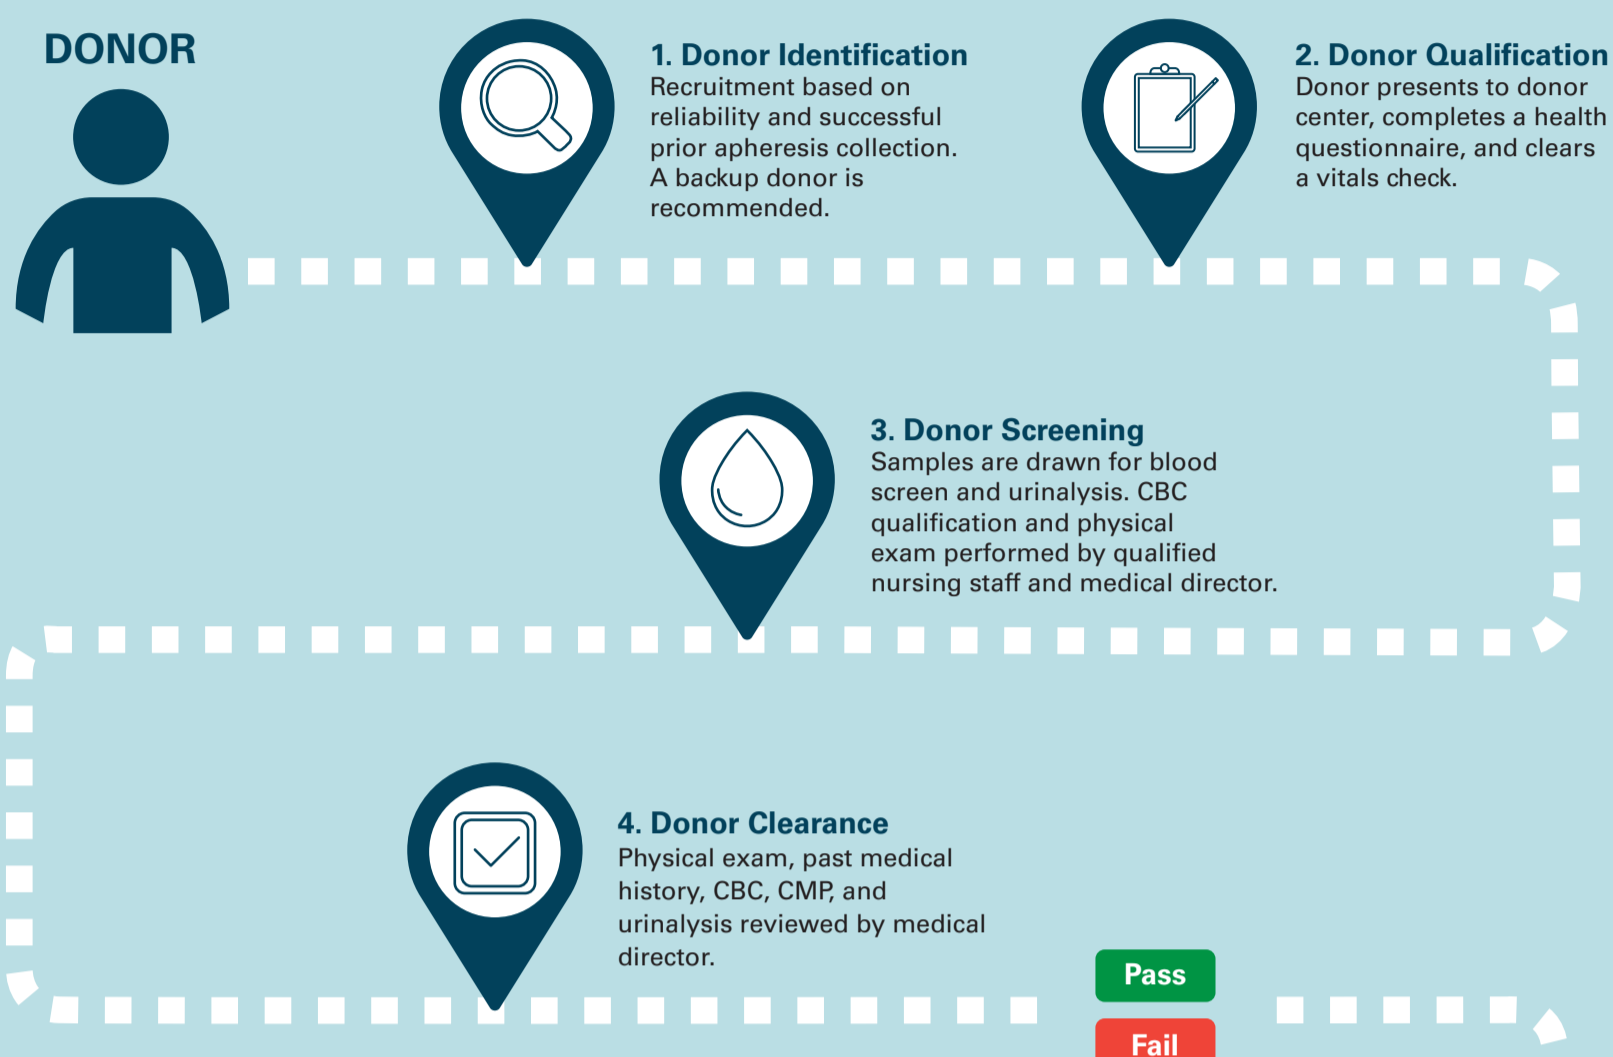 DONOR
1. Donor Identification
Recruitment based on
reliability and successful
prior apheresis collection.
A backup donor is
recommended.
2. Donor Qualification
Donor presents to donor
center, completes a health
questionnaire, and clears
a vitals check.
3. Donor Screening
Samples are drawn for blood
screen and urinalysis. CBC
qualification and physical
exam performed by qualified
nursing staff and medical director.
4. Donor Clearance
Physical exam, past medical
history, CBC, CMP, and
urinalysis reviewed by medical
director.
Pass
Fail